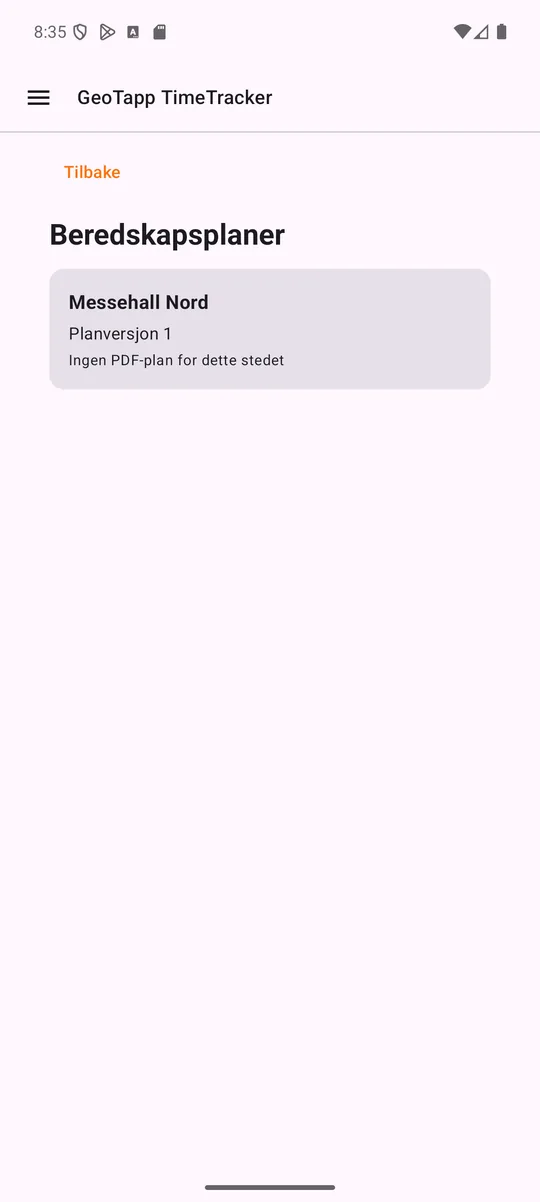 8:35
GeoTapp TimeTracker
Tilbake
Beredskapsplaner
Messehall Nord
Planversjon 1
Ingen PDF-plan for dette stedet